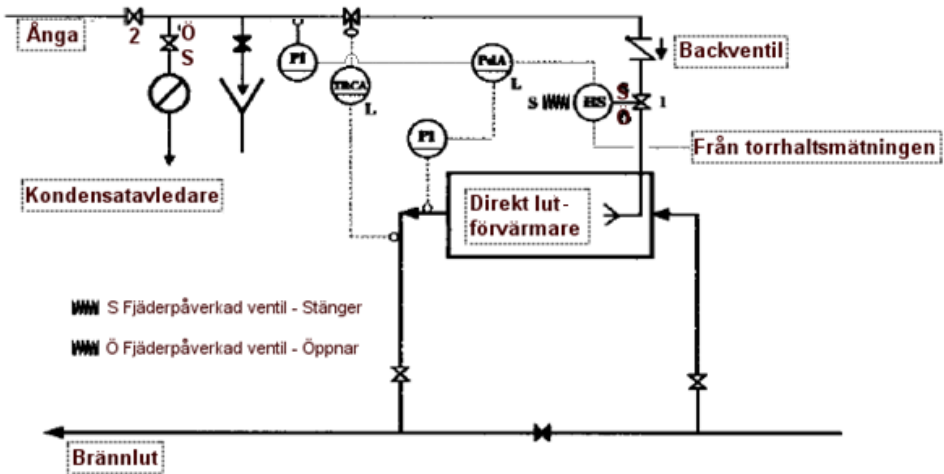 Ånga
2
Ö
S
PI
TRCA
L
PdA
L
S
HS
S
Ö
1
Backventil
PI
Från torrhaltsmätningen
Kondensatavledare
Direkt lut-
förvärmare
S Fjäderpåverkad ventil - Stänger
Ö Fjäderpåverkad ventil - Öppnar
Brännlut